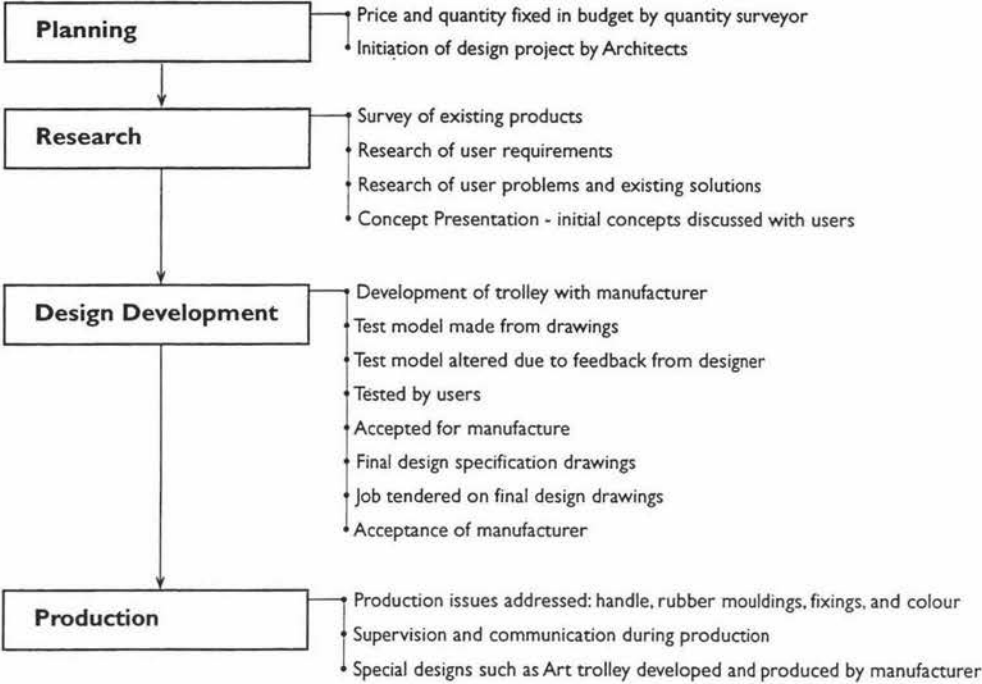 Planning
Price and quantity fixed in budget by quantity surveyor
Initiation of design project by Architects
Research
Survey of existing products
Research of user requirements
Research of user problems and existing solutions
Concept Presentation - initial concepts discussed with users
Design Development
Development of trolley with manufacturer
Test model made from drawings
Test model altered due to feedback from designer
Tested by users
Accepted for manufacture
Final design specification drawings
Job tendered on final design drawings
Acceptance of manufacturer
Production
Production issues addressed: handle, rubber mouldings, fixings, and colour
Supervision and communication during production
Special designs such as Art trolley developed and produced by manufacturer